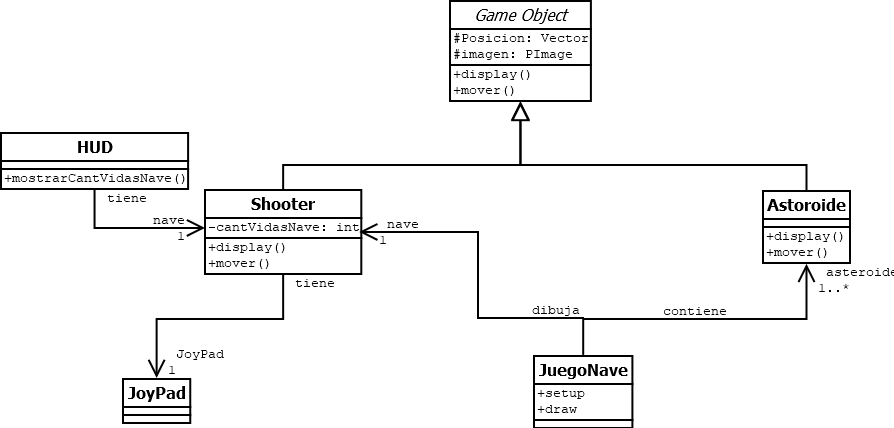 Game Object
#Posicion: Vector
#imagen: PImage
+display()
+mover()
HUD
+mostrarCantVidasNave()
tiene
nave
1
Shooter
-cantVidasNave: int
+display()
+mover()
nave
1
Astoroide
+display()
+mover()
asteroide
1..*
tiene
dibuja
contiene
JoyPad
1
JoyPad
JuegoNave
+setup
+draw